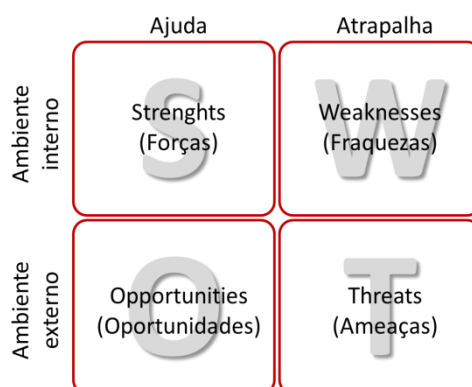 Ajuda
Atrapalha
Ambiente
interno
S
Strenghts
(Forças)
W
Weaknesses
(Fraquezas)
Ambiente
externo
O
Opportunities
(Oportunidades)
T
Threats
(Ameaças)